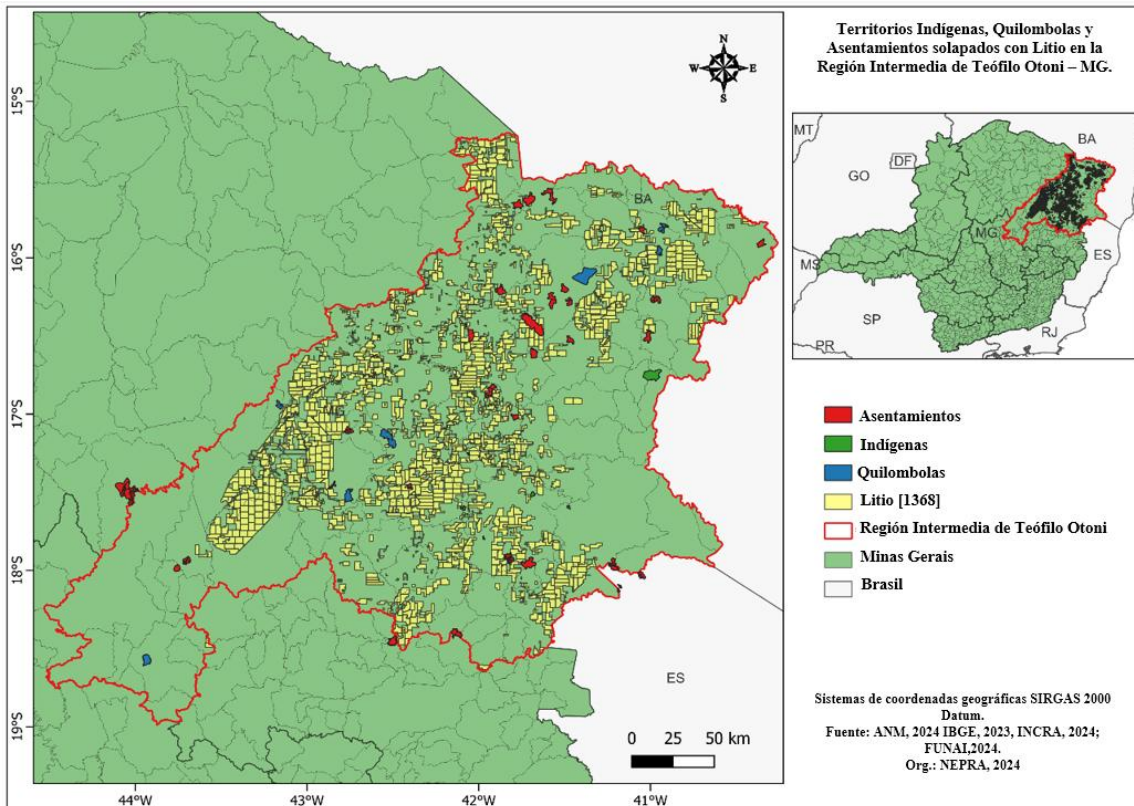 Territorios Indígenas, Quilombolas y
Asentamientos solapados con Litio en la
Región Intermedia de Teófilo Otoni – MG.
N
W
E
S
15°S
16°S
17°S
18°S
19°S
BA
MG
ES
0 25 50 km
44°W
43°W
42°W
41°W
MT
BA
DF
GO
MG
MS
ES
SP
RJ
PR
Asentamientos
Indígenas
Quilombolas
Litio [1368]
Región Intermedia de Teófilo Otoni
Minas Gerais
Brasil
Sistemas de coordenadas geográficas SIRGAS 2000
Datum.
Fuente: ANM, 2024 IBGE, 2023, INCRA, 2024;
FUNAI,2024.
Org.: NEPRA, 2024